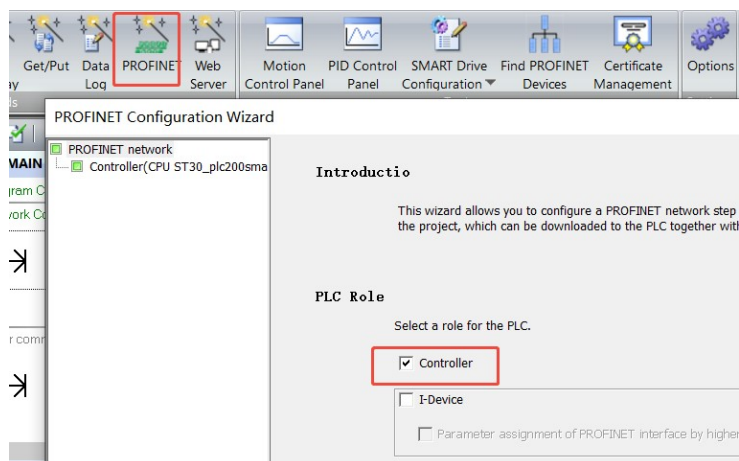 Get/Put Data PROFINET Web Motion PID Control SMART Drive Find PROFINET Certificate Options
Log Server Control Panel Panel Configuration Devices Management
PROFINET Configuration Wizard
PROFINET network
MAIN
Controller(CPU ST30_plc200sma
Introductio
This wizard allows you to configure a PROFINET network step
the project, which can be downloaded to the PLC together with
PLC Role
Select a role for the PLC.
Controller
I-Device
Parameter assignment of PROFINET interface by higher